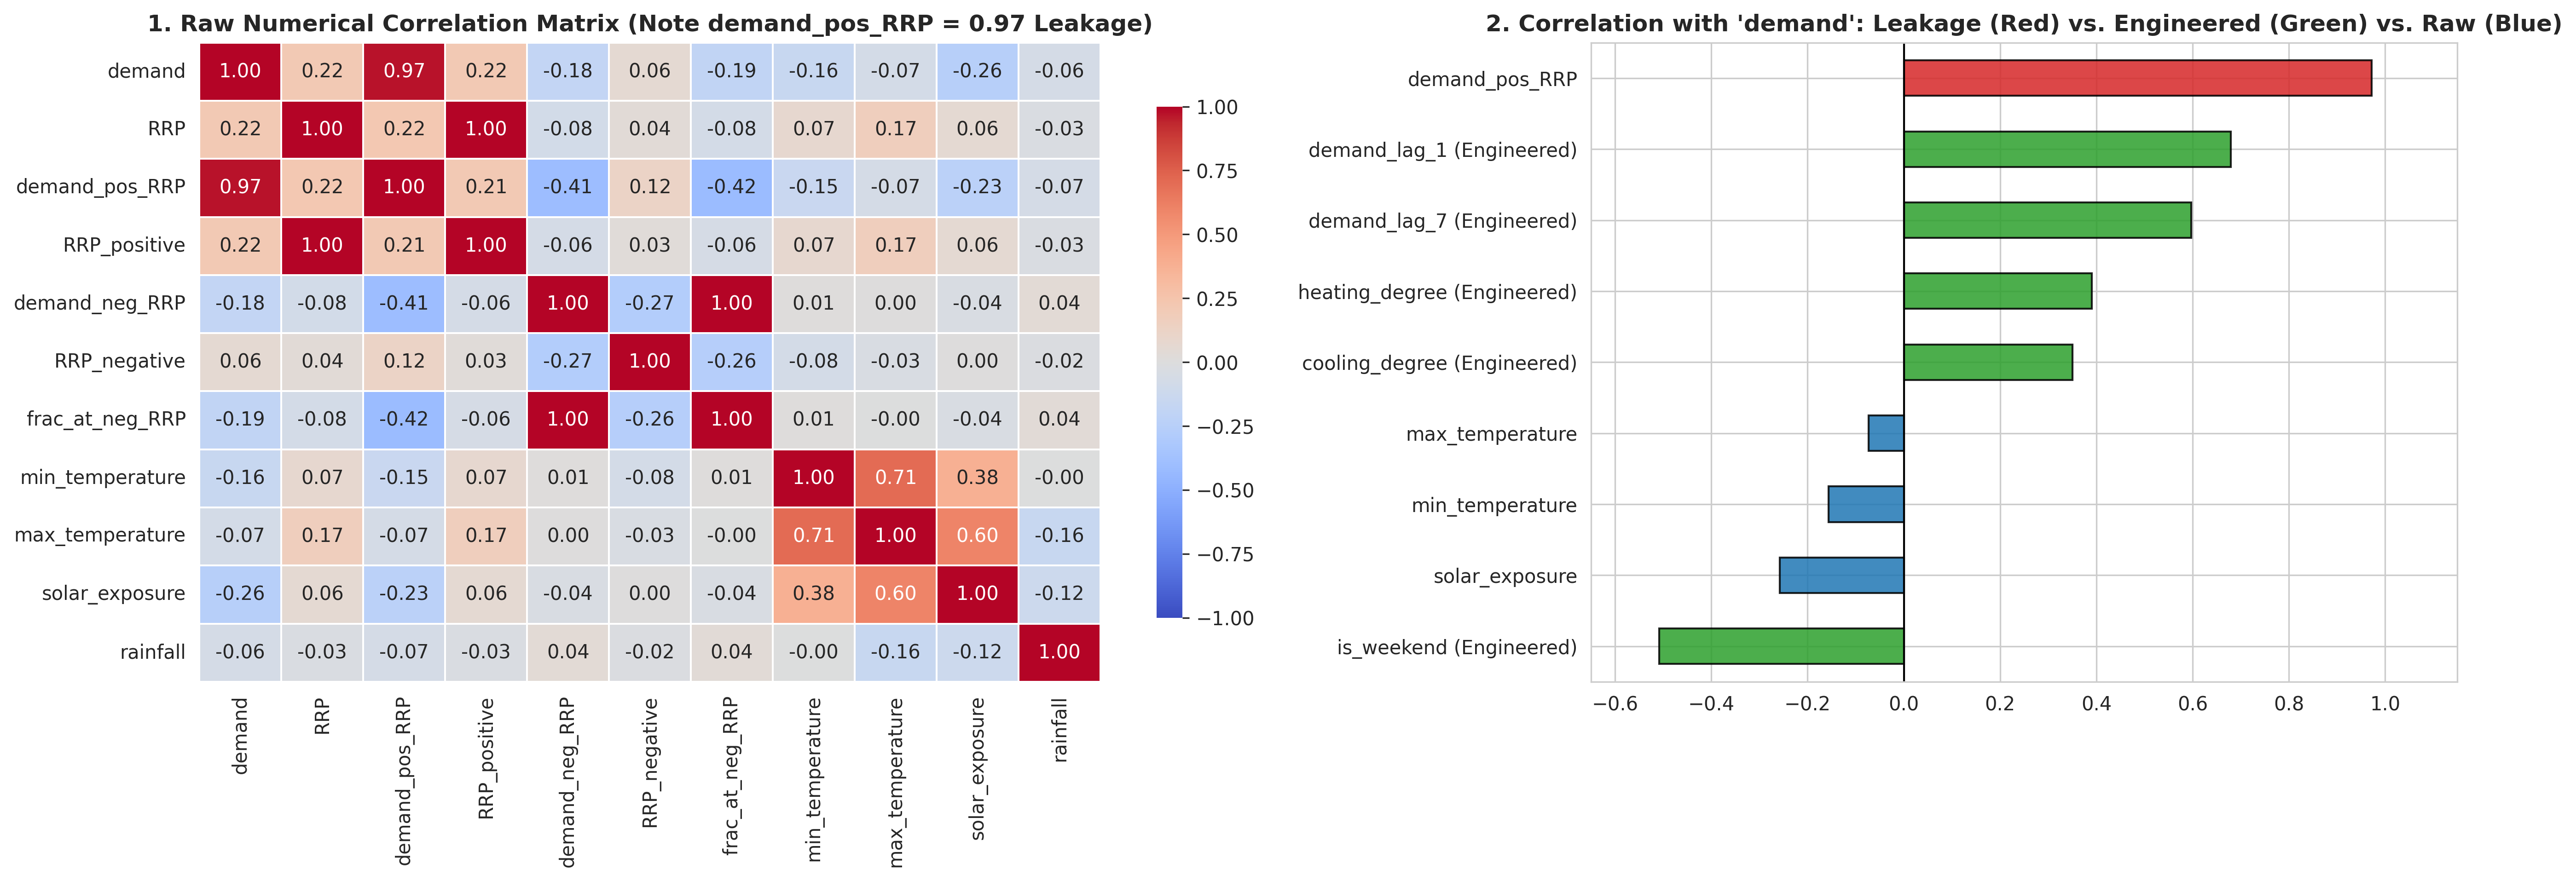 1. Raw Numerical Correlation Matrix (Note demand_pos_RRP = 0.97 Leakage)
demand 1.00 0.22 0.97 0.22 -0.18 0.06 -0.19 -0.16 -0.07 -0.26 -0.06
RRP 0.22 1.00 0.22 1.00 -0.08 0.04 -0.08 0.07 0.17 0.06 -0.03
demand_pos_RRP 0.97 0.22 1.00 0.21 -0.41 0.12 -0.42 -0.15 -0.07 -0.23 -0.07
RRP_positive 0.22 1.00 0.21 1.00 -0.06 0.03 -0.06 0.07 0.17 0.06 -0.03
demand_neg_RRP -0.18 -0.08 -0.41 -0.06 1.00 -0.27 1.00 0.01 0.00 -0.04 0.04
RRP_negative 0.06 0.04 0.12 0.03 -0.27 1.00 -0.26 -0.08 -0.03 0.00 -0.02
frac_at_neg_RRP -0.19 -0.08 -0.42 -0.06 1.00 -0.26 1.00 0.01 -0.00 -0.04 0.04
min_temperature -0.16 0.07 -0.15 0.07 0.01 -0.08 0.01 1.00 0.71 0.38 -0.00
max_temperature -0.07 0.17 -0.07 0.17 0.00 -0.03 -0.00 0.71 1.00 0.60 -0.16
solar_exposure -0.26 0.06 -0.23 0.06 -0.04 0.00 -0.04 0.38 0.60 1.00 -0.12
rainfall -0.06 -0.03 -0.07 -0.03 0.04 -0.02 0.04 -0.00 -0.16 -0.12 1.00
demand
RRP
demand_pos_RRP
RRP_positive
demand_neg_RRP
RRP_negative
frac_at_neg_RRP
min_temperature
max_temperature
solar_exposure
rainfall
1.00
0.75
0.50
0.25
0.00
−0.25
−0.50
−0.75
−1.00
2. Correlation with 'demand': Leakage (Red) vs. Engineered (Green) vs. Raw (Blue)
demand_pos_RRP
demand_lag_1 (Engineered)
demand_lag_7 (Engineered)
heating_degree (Engineered)
cooling_degree (Engineered)
max_temperature
min_temperature
solar_exposure
is_weekend (Engineered)
−0.6 −0.4 −0.2 0.0 0.2 0.4 0.6 0.8 1.0